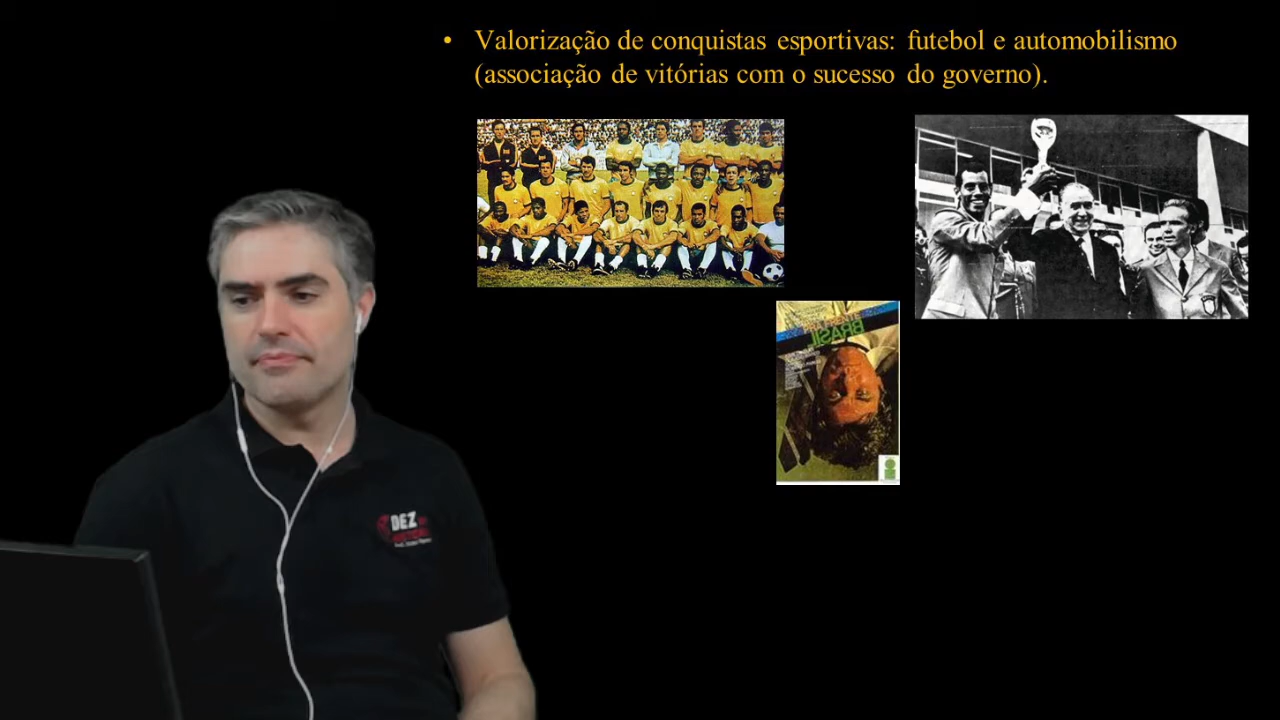 • Valorização de conquistas esportivas: futebol e automobilismo
(associação de vitórias com o sucesso do governo).
BRASIL
DEZ